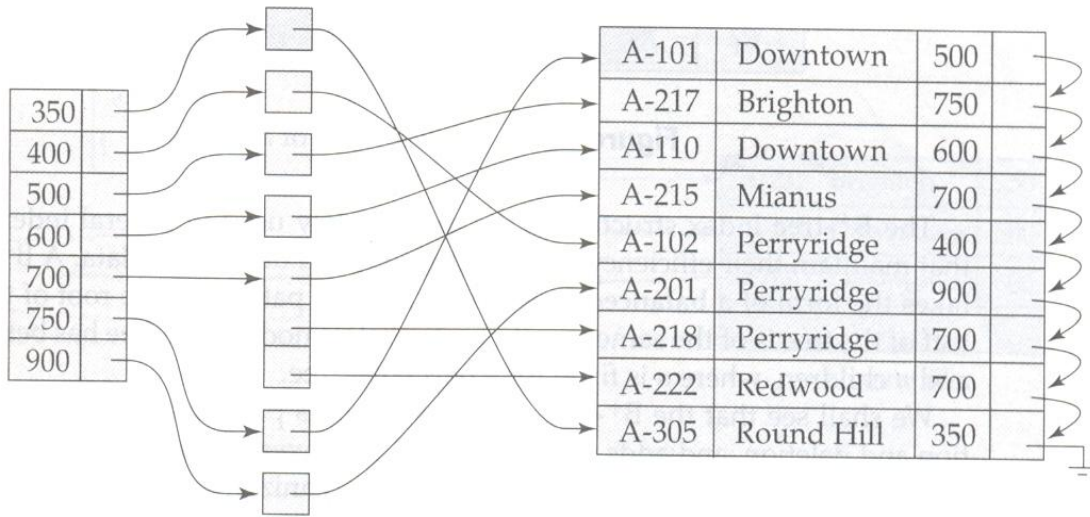 350
400
500
600
700
750
900
A-101 Downtown 500
A-217 Brighton 750
A-110 Downtown 600
A-215 Mianus 700
A-102 Perryridge 400
A-201 Perryridge 900
A-218 Perryridge 700
A-222 Redwood 700
A-305 Round Hill 350